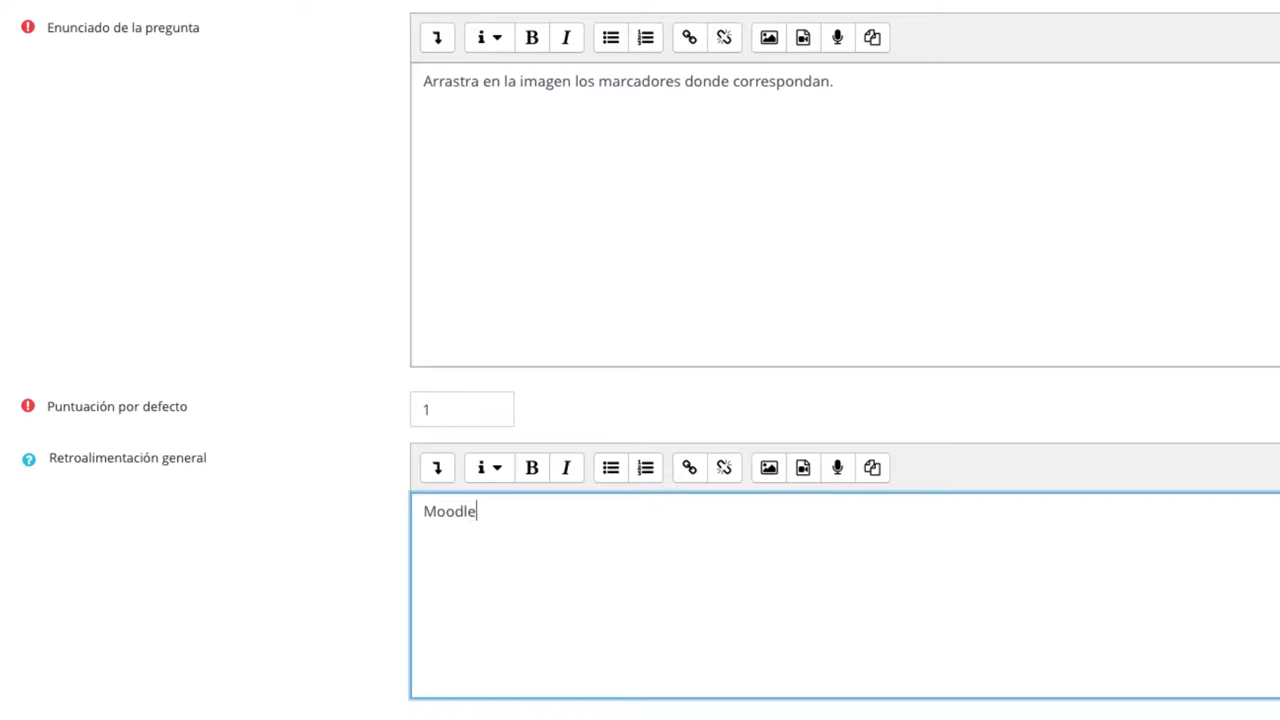 Enunciado de la pregunta
Arrastra en la imagen los marcadores donde correspondan.
Puntuación por defecto
1
Retroalimentación general
Moodle